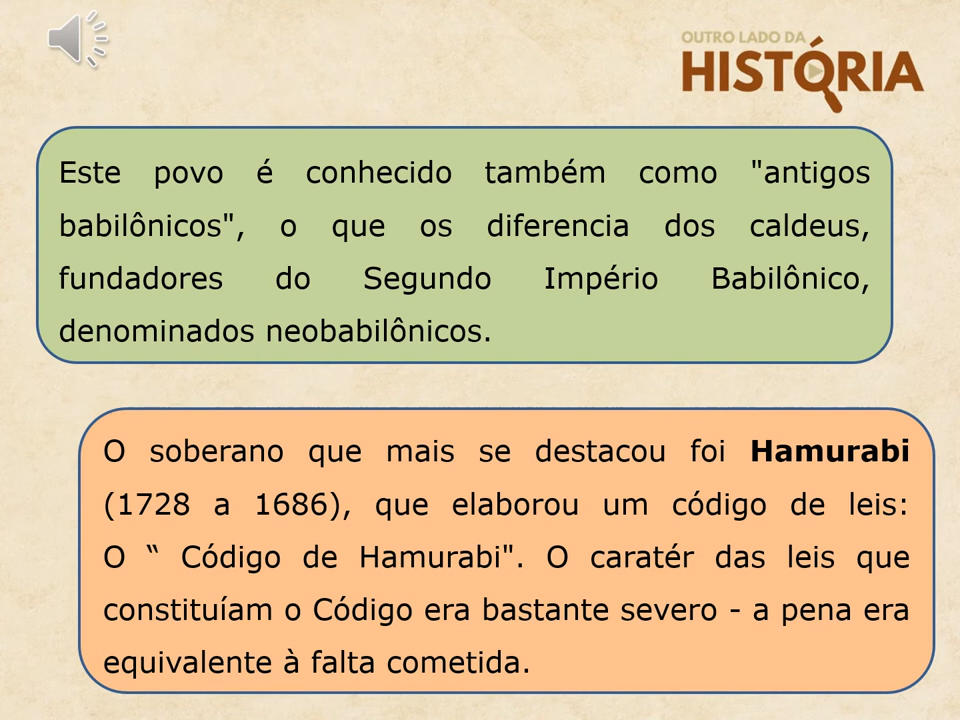 OUTRO LADO DA
HISTÓRIA
Este povo é conhecido também como "antigos
babilônicos", o que os diferencia dos caldeus,
fundadores do Segundo Império Babilônico,
denominados neobabilônicos.
O soberano que mais se destacou foi Hamurabi
(1728 a 1686), que elaborou um código de leis:
O “ Código de Hamurabi". O caratér das leis que
constituíam o Código era bastante severo - a pena era
equivalente à falta cometida.